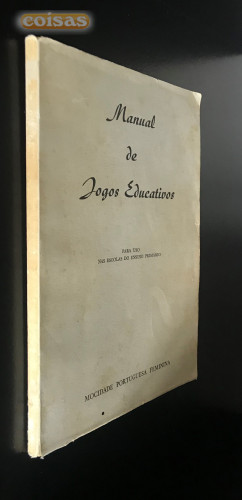 coisas
Manual
de
Jogos Educativos
PARA USO
DAS ESCOLAS DO ENSINO PRIMÁRIO
MOCIDADE PORTUGUESA FEMININA